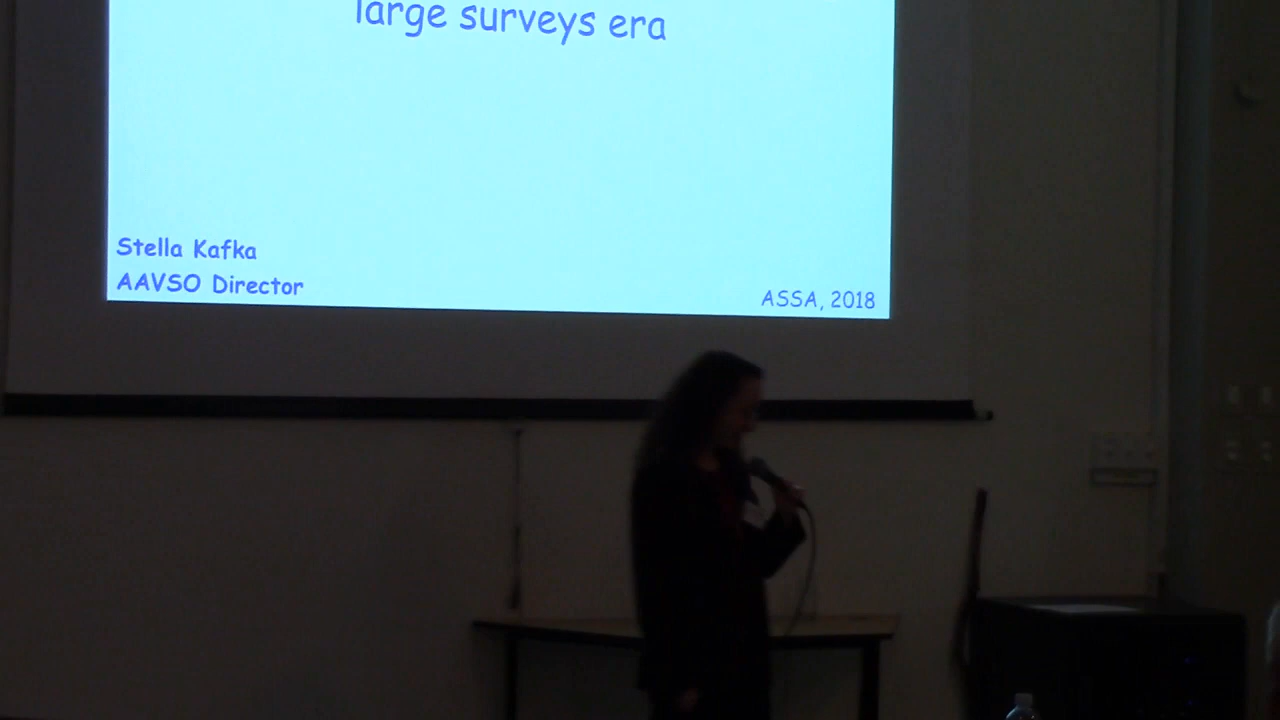 large surveys era
Stella Kafka
AAVSO Director
ASSA, 2018